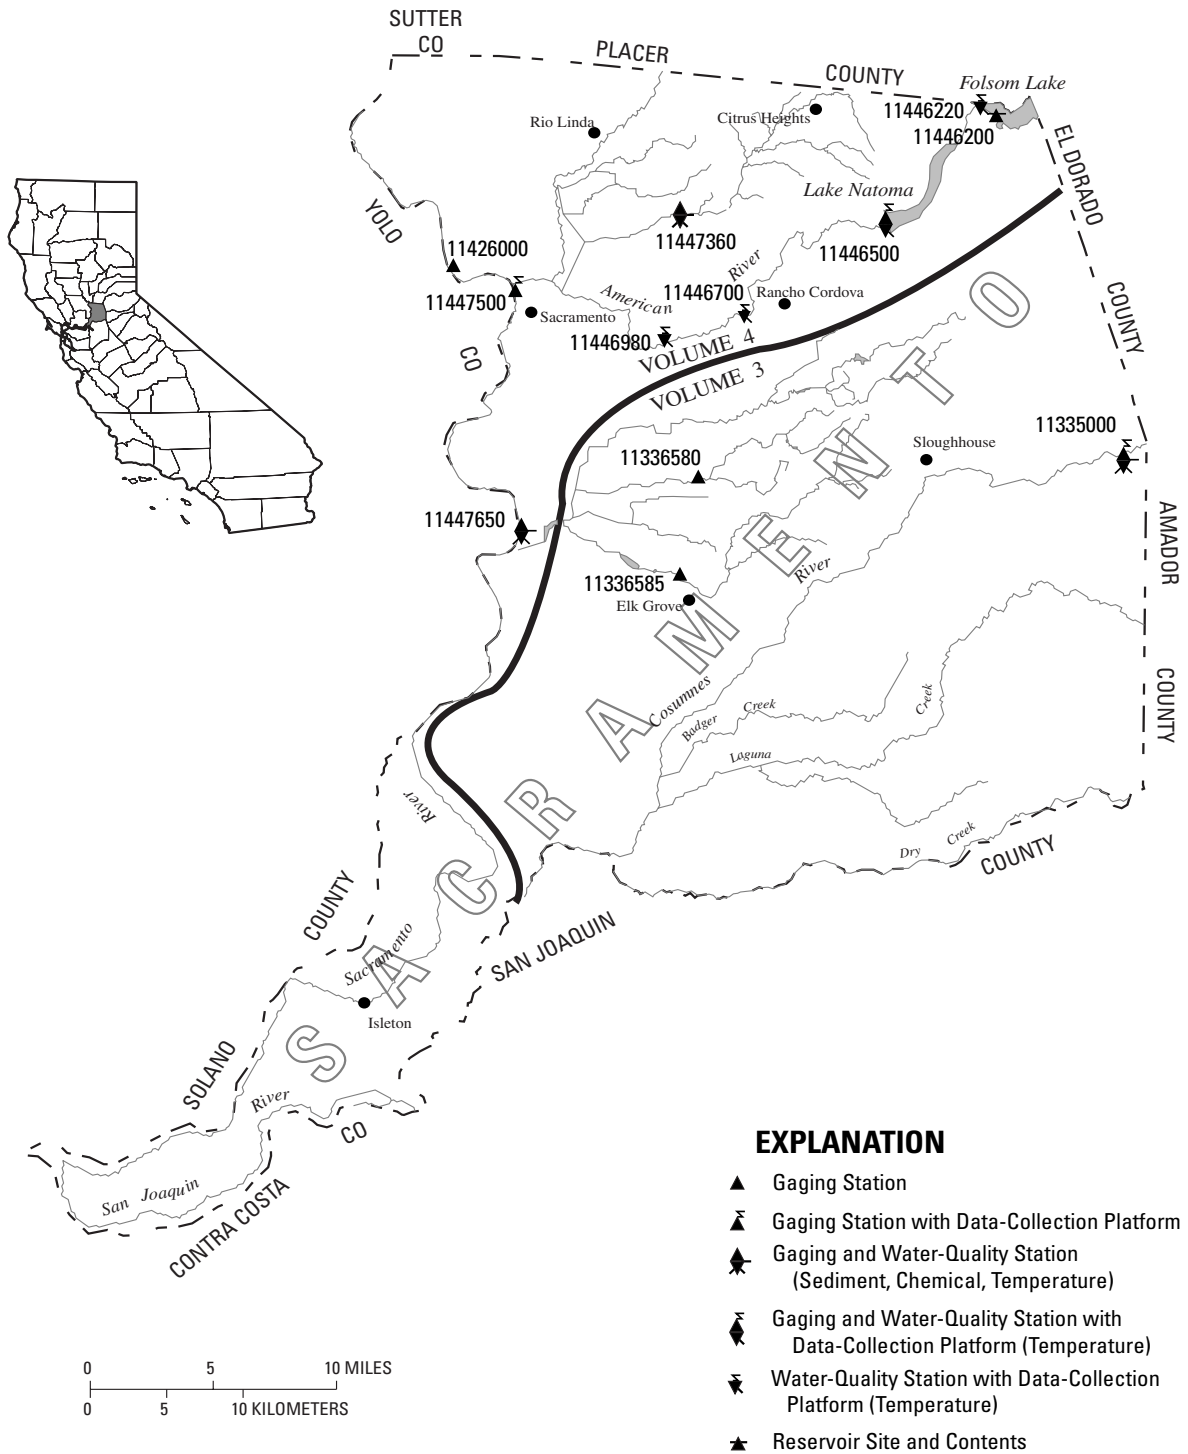 SUTTER
CO
PLACER
COUNTY
Folsom Lake
11446220
11446200
Citrus Heights
Rio Linda
EL DORADO
COUNTY
Lake Natoma
YOLO
CO
11447360
11446500
11426000
11447500
Sacramento
American
River
11446700
Rancho Cordova
11446980
VOLUME 4
VOLUME 3
11335000
Sloughhouse
11336580
11447650
AMADOR
COUNTY
11336585
Elk Grove
River
Cosumnes
Badger
Creek
Creek
Laguna
River
Dry
Creek
COUNTY
SACRAMENTO
COUNTY
SAN JOAQUIN
Sacramento
Isleton
SOLANO
River
CO
San Joaquin
CONTRA COSTA
EXPLANATION
Gaging Station
Gaging Station with Data-Collection Platform
Gaging and Water-Quality Station
(Sediment, Chemical, Temperature)
Gaging and Water-Quality Station with
Data-Collection Platform (Temperature)
Water-Quality Station with Data-Collection
Platform (Temperature)
Reservoir Site and Contents
0 5 10 MILES
0 5 10 KILOMETERS